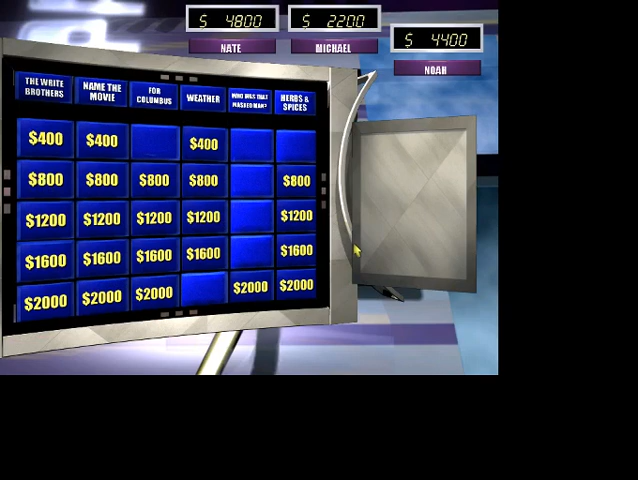 $ 4800 $ 2200 $ 4400
NATE MICHAEL NOAH
THE WRITE BROTHERS
NAME THE MOVIE
FOR COLUMBUS
WEATHER
WHO WAS THAT MASKED MAN?
HERBS & SPICES
$400 $400 $400
$800 $800 $800 $800 $800
$1200 $1200 $1200 $1200 $1200
$1600 $1600 $1600 $1600 $1600
$2000 $2000 $2000 $2000 $2000